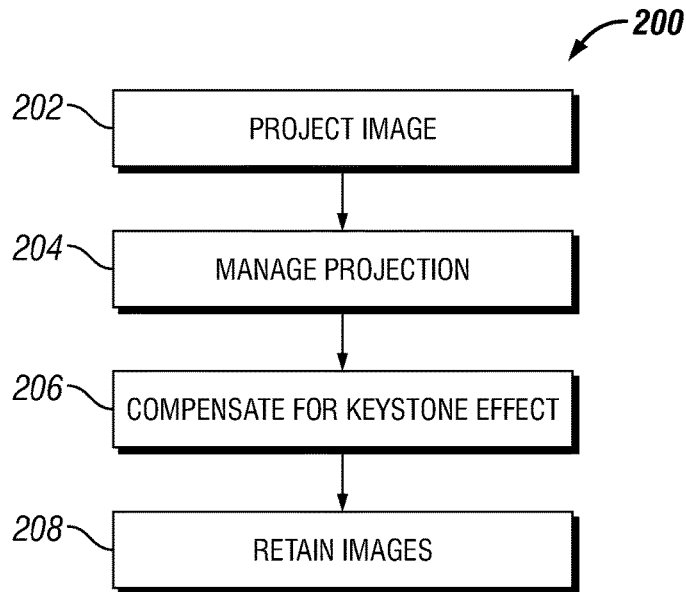 200
202
PROJECT IMAGE
204
MANAGE PROJECTION
206
COMPENSATE FOR KEYSTONE EFFECT
208
RETAIN IMAGES